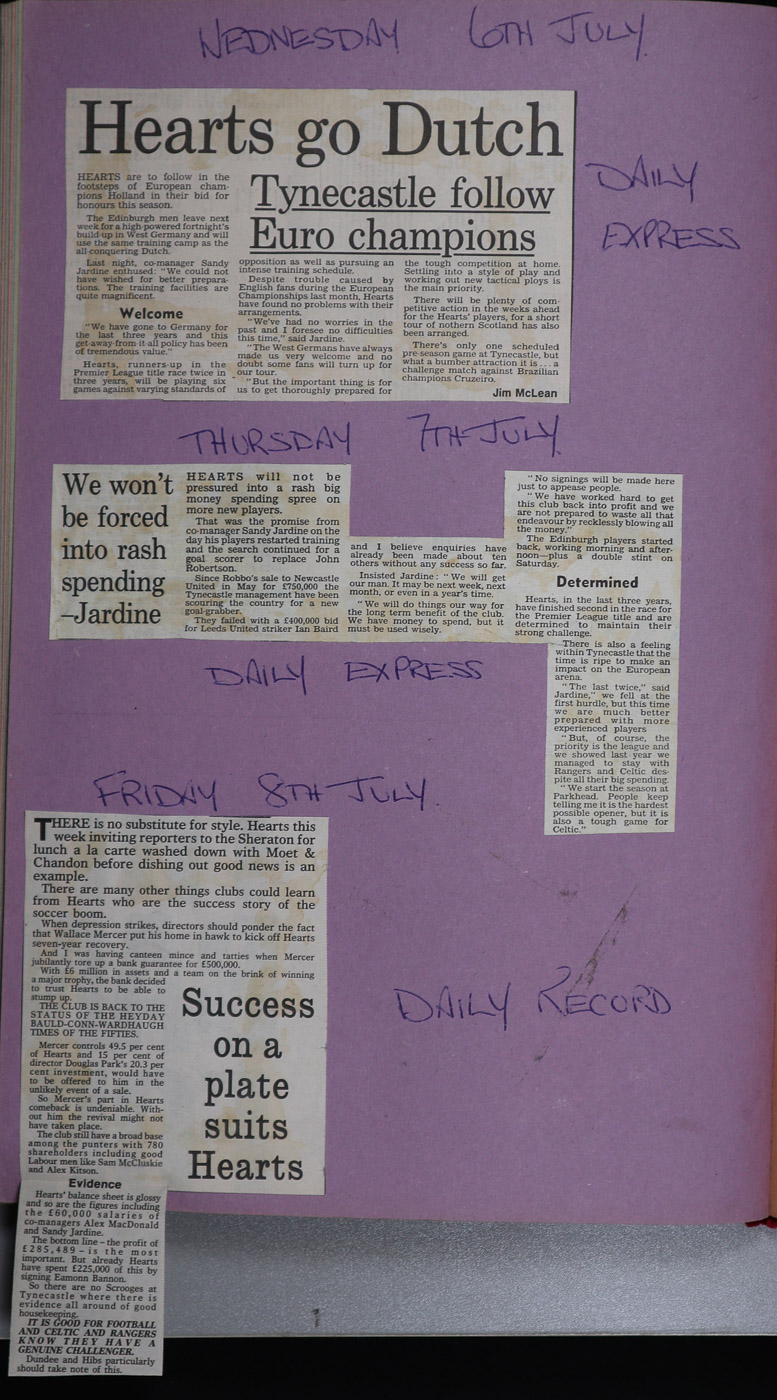 WEDNESDAY 6TH JULY.
Hearts go Dutch
DAILY
EXPRESS
Tynecastle follow
Euro champions
HEARTS are to follow in the
footsteps of European cham-
pions Holland in their bid for
honours this season.
The Edinburgh men leave next
week for a high-powered fortnight's
build-up in West Germany and will
use the same training camp as the
all-conquering Dutch.
Last night, co-manager Sandy
Jardine enthused: "We could not
have wished for better prepara-
tions. The training facilities are
quite magnificent.
Welcome
"We have gone to Germany for
the last three years and this
get-away-from-it-all policy has been
of tremendous value."
Hearts, runners-up in the
Premier League title race twice in
three years, will be playing six
games against varying standards of
opposition as well as pursuing an
intense training schedule.
Despite trouble caused by
English fans during the European
Championships last month, Hearts
have found no problems with their
arrangements.
"We've had no worries in the
past and I foresee no difficulties
this time," said Jardine.
"The West Germans have always
made us very welcome and no
doubt some fans will turn up for
our tour.
"But the important thing is for
us to get thoroughly prepared for
the tough competition at home.
Settling into a style of play and
working out new tactical ploys is
the main priority.
There will be plenty of com-
petitive action in the weeks ahead
for the Hearts' players, for a short
tour of nothern Scotland has also
been arranged.
There's only one scheduled
pre-season game at Tynecastle, but
what a bumper attraction it is . . . a
challenge match against Brazilian
champions Cruzeiro.
Jim McLean
THURSDAY 7TH JULY.
We won't
be forced
into rash
spending
–Jardine
HEARTS will not be
pressured into a rash big
money spending spree on
more new players.
That was the promise from
co-manager Sandy Jardine on the
day his players restarted training
and the search continued for a
goal scorer to replace John
Robertson.
Since Robbo's sale to Newcastle
United in May for £750,000 the
Tynecastle management have been
scouring the country for a new
goal-grabber.
They failed with a £400,000 bid
for Leeds United striker Ian Baird
and I believe enquiries have
already been made about ten
others without any success so far.
Insisted Jardine: "We will get
our man. It may be next week, next
month, or even in a year's time.
"We will do things our way for
the long term benefit of the club.
We have money to spend, but it
must be used wisely.
"No signings will be made here
just to appease people.
"We have worked hard to get
this club back into profit and we
are not prepared to waste all that
endeavour by recklessly blowing all
the money."
The Edinburgh players started
back, working morning and after-
noon—plus a double stint on
Saturday.
Determined
Hearts, in the last three years,
have finished second in the race for
the Premier League title and are
determined to maintain their
strong challenge.
There is also a feeling
within Tynecastle that the
time is ripe to make an
impact on the European
arena.
"The last twice," said
Jardine," we fell at the
first hurdle, but this time
we are much better
prepared with more
experienced players
"But, of course, the
priority is the league and
we showed last year we
managed to stay with
Rangers and Celtic des-
pite all their big spending.
"We start the season at
Parkhead. People keep
telling me it is the hardest
possible opener, but it is
also a tough game for
Celtic."
DAILY EXPRESS
FRIDAY 8TH JULY.
THERE is no substitute for style. Hearts this
week inviting reporters to the Sheraton for
lunch a la carte washed down with Moet &
Chandon before dishing out good news is an
example.
There are many other things clubs could learn
from Hearts who are the success story of the
soccer boom.
When depression strikes, directors should ponder the fact
that Wallace Mercer put his home in hawk to kick off Hearts
seven-year recovery.
And I was having canteen mince and tatties when Mercer
jubilantly tore up a bank guarantee for £500,000.
With £6 million in assets and a team on the brink of winning
a major trophy, the bank decided
to trust Hearts to be able to
stump up.
THE CLUB IS BACK TO THE
STATUS OF THE HEYDAY
BAULD-CONN-WARDHAUGH
TIMES OF THE FIFTIES.
Mercer controls 49.5 per cent
of Hearts and 15 per cent of
director Douglas Park's 20.3 per
cent investment, would have
to be offered to him in the
unlikely event of a sale.
So Mercer's part in Hearts
comeback is undeniable. With-
out him the revival might not
have taken place.
The club still have a broad base
among the punters with 780
shareholders including good
Labour men like Sam McCluskie
and Alex Kitson.
Evidence
Hearts' balance sheet is glossy
and so are the figures including
the £60,000 salaries of
co-managers Alex MacDonald
and Sandy Jardine.
The bottom line – the profit of
£285,489 – is the most
important. But already Hearts
have spent £225,000 of this by
signing Eamonn Bannon.
So there are no Scrooges at
Tynecastle where there is
evidence all around of good
housekeeping.
IT IS GOOD FOR FOOTBALL
AND CELTIC AND RANGERS
KNOW THEY HAVE A
GENUINE CHALLENGER.
Dundee and Hibs particularly
should take note of this.
Success
on a
plate
suits
Hearts
DAILY RECORD